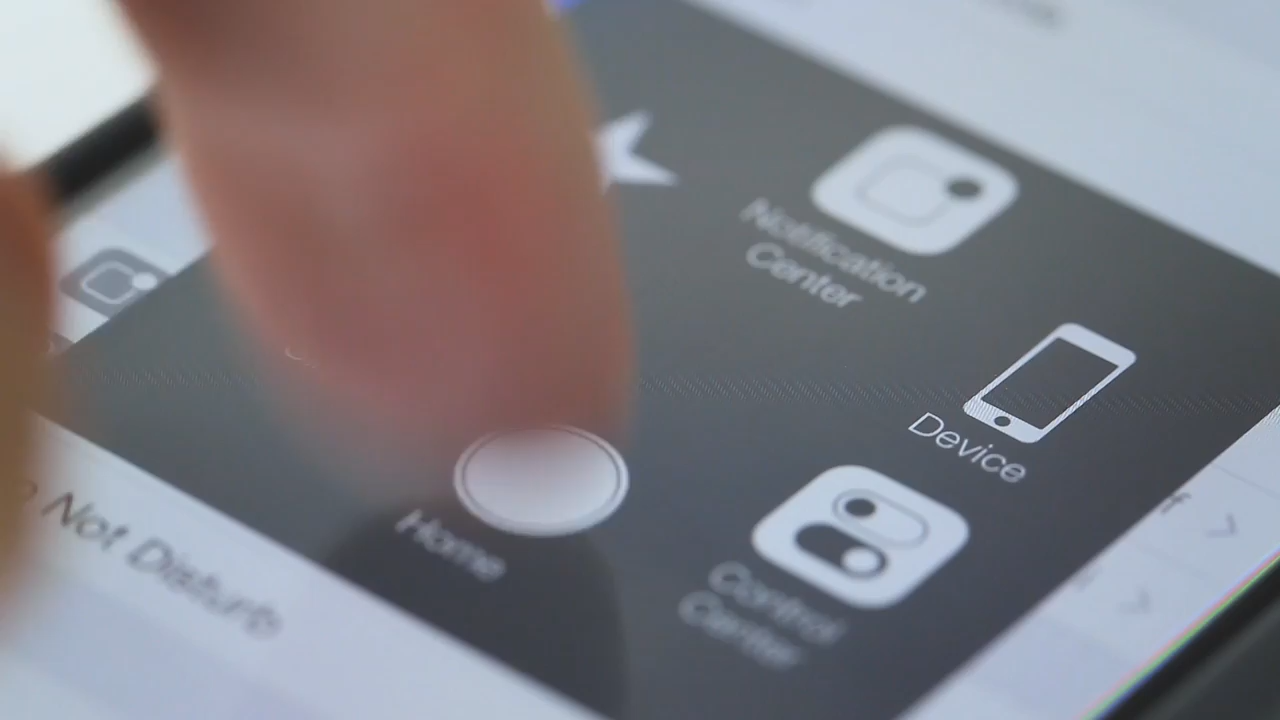 Notification
Center
Device
Home
Control
Center
Not Disturb